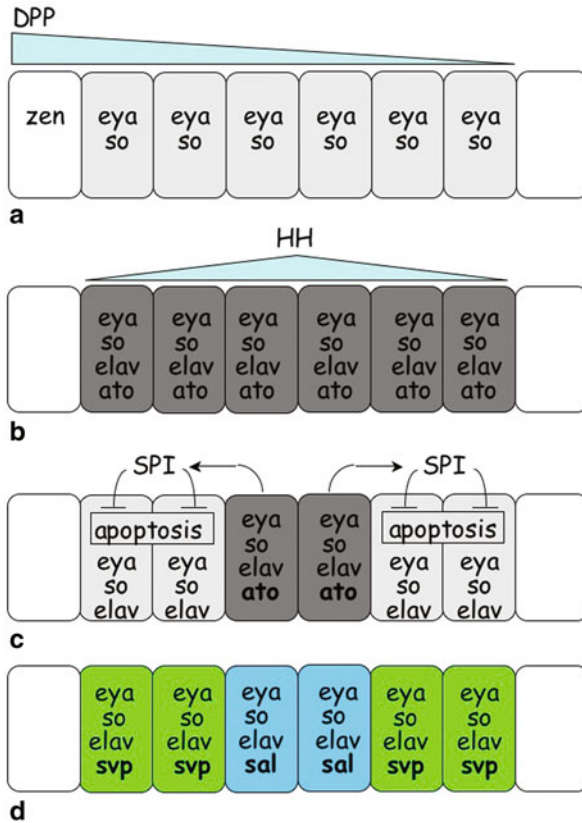 DPP
zen eya eya eya eya eya eya
so so so so so so
a
HH
eya eya eya eya eya eya
so so so so so so
elav elav elav elav elav elav
ato ato ato ato ato ato
b
SPI SPI
apoptosis eya eya apoptosis
eya eya so so eya eya
so so elav elav so so
elav elav ato ato elav elav
c
eya eya eya eya eya eya
so so so so so so
elav elav elav elav elav elav
svp svp sal sal svp svp
d